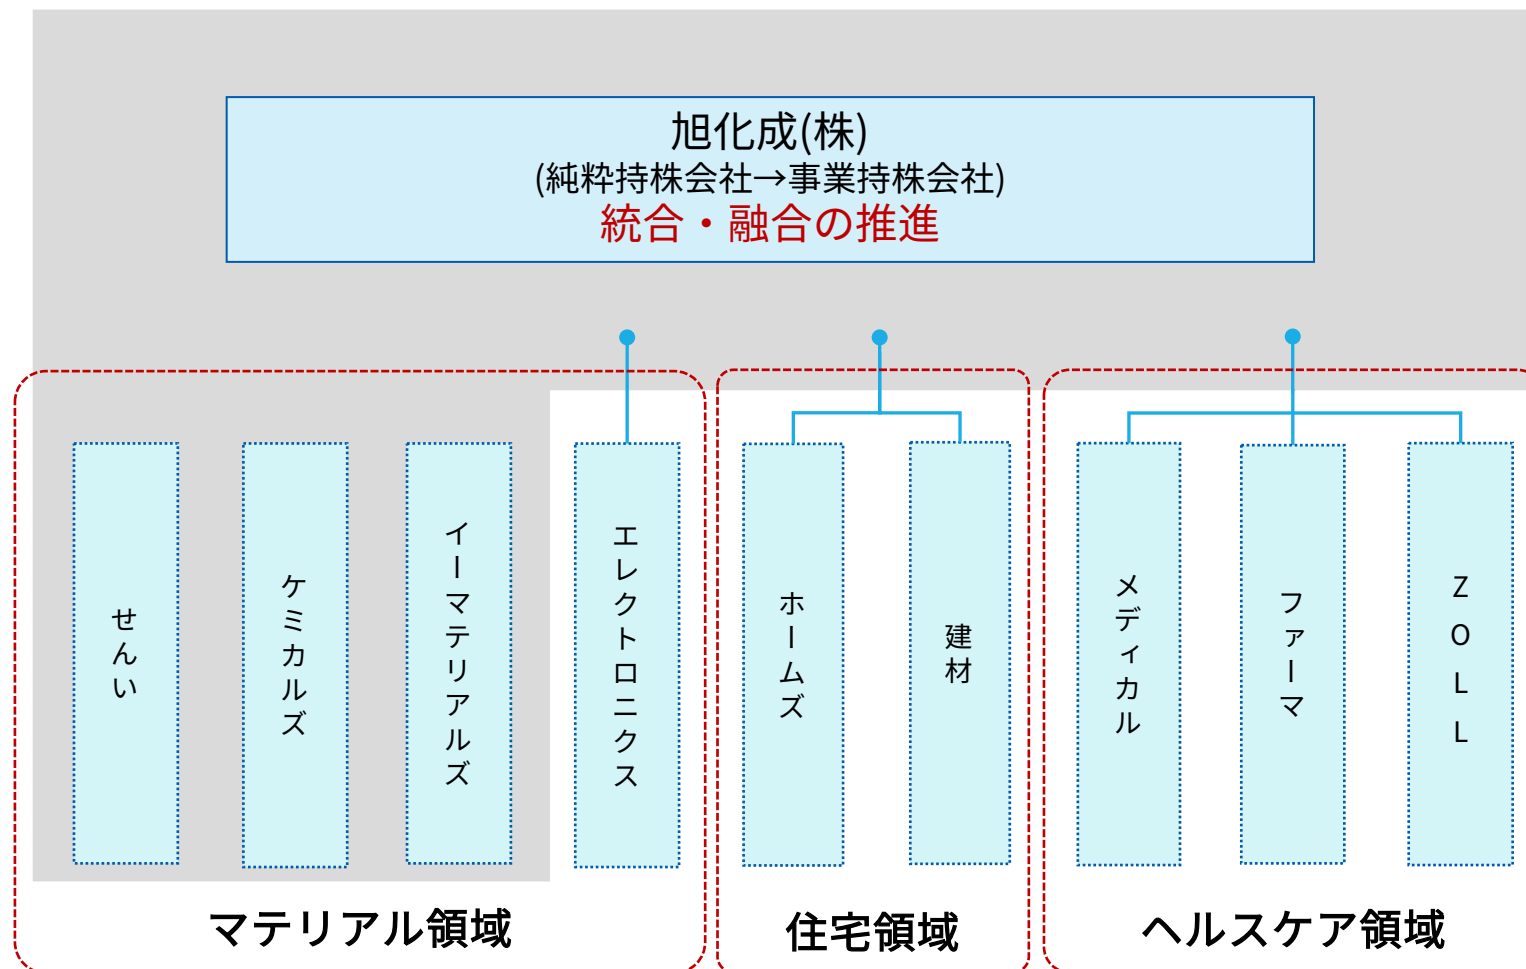 旭化成(株)
(純粋持株会社→事業持株会社)
統合・融合の推進
せんい
ケミカルズ
イーマテリアルズ
エレクトロニクス
ホームズ
建材
メディカル
ファーマ
ZOLL
マテリアル領域
住宅領域
ヘルスケア領域